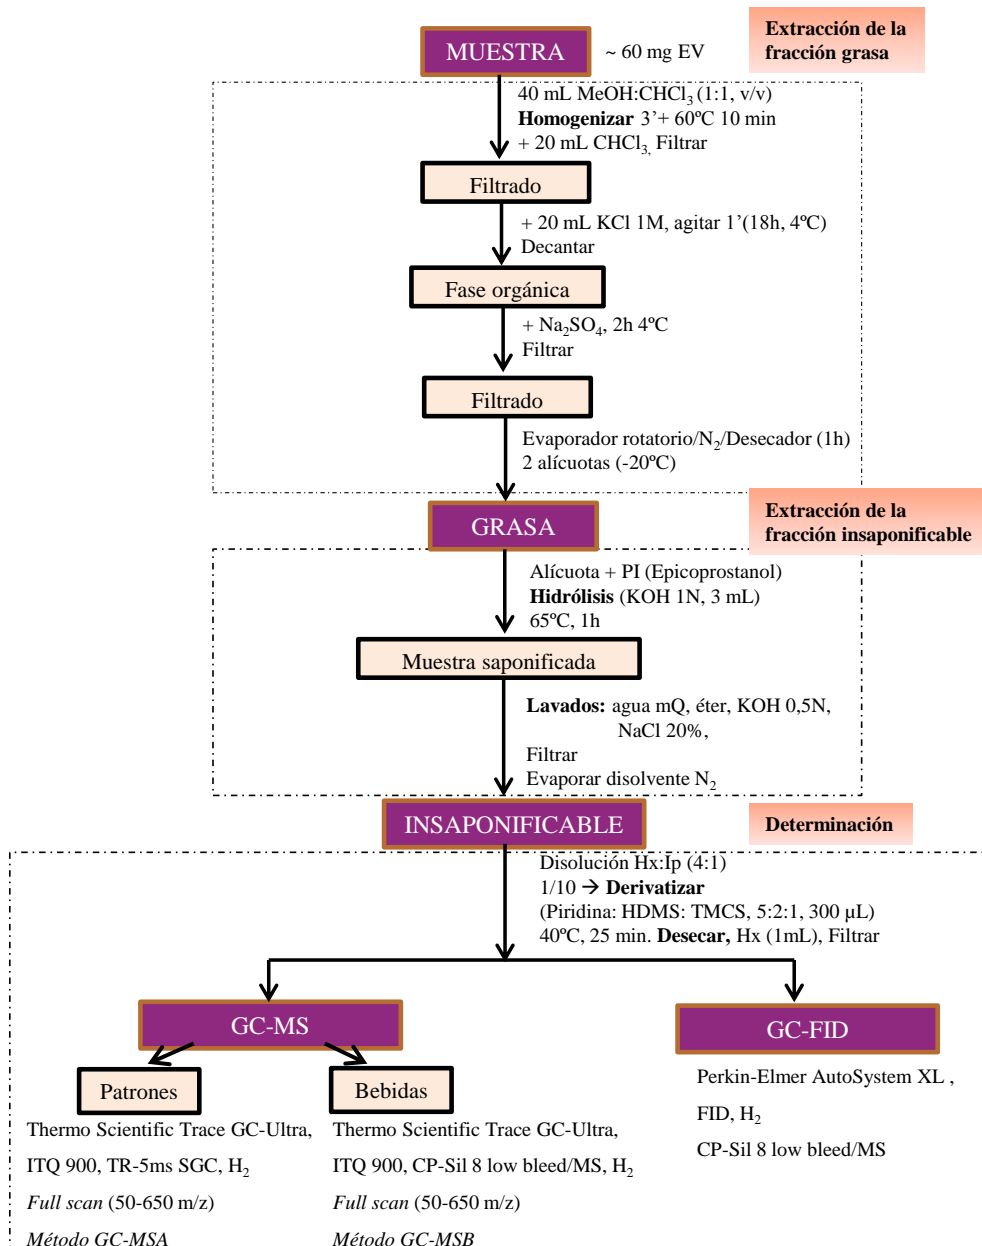 Extracción de la
fracción grasa
MUESTRA
~ 60 mg EV
40 mL MeOH:CHCl₃ (1:1, v/v)
Homogenizar 3’+ 60ºC 10 min
+ 20 mL CHCl₃, Filtrar
Filtrado
+ 20 mL KCl 1M, agitar 1’(18h, 4ºC)
Decantar
Fase orgánica
+ Na₂SO₄, 2h 4ºC
Filtrar
Filtrado
Evaporador rotatorio/N₂/Desecador (1h)
2 alícuotas (-20ºC)
Extracción de la
fracción insaponificable
GRASA
Alícuota + PI (Epicoprostanol)
Hidrólisis (KOH 1N, 3 mL)
65ºC, 1h
Muestra saponificada
Lavados: agua mQ, éter, KOH 0,5N,
NaCl 20%,
Filtrar
Evaporar disolvente N₂
INSAPONIFICABLE
Determinación
Disolución Hx:Ip (4:1)
1/10 → Derivatizar
(Piridina: HDMS: TMCS, 5:2:1, 300 µL)
40ºC, 25 min. Desecar, Hx (1mL), Filtrar
GC-MS
GC-FID
Patrones
Bebidas
Thermo Scientific Trace GC-Ultra,
ITQ 900, TR-5ms SGC, H₂
Full scan (50-650 m/z)
Método GC-MSA
Thermo Scientific Trace GC-Ultra,
ITQ 900, CP-Sil 8 low bleed/MS, H₂
Full scan (50-650 m/z)
Método GC-MSB
Perkin-Elmer AutoSystem XL ,
FID, H₂
CP-Sil 8 low bleed/MS